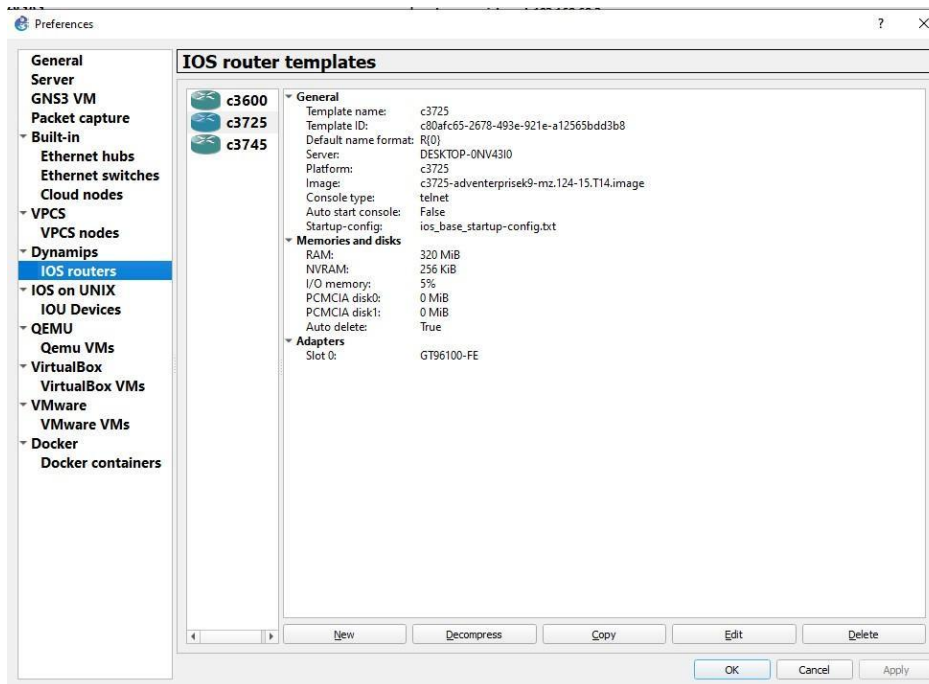 Preferences
?
General
Server
GNS3 VM
Packet capture
Built-in
Ethernet hubs
Ethernet switches
Cloud nodes
VPCS
VPCS nodes
Dynamips
IOS routers
IOS on UNIX
IOU Devices
QEMU
Qemu VMs
VirtualBox
VirtualBox VMs
VMware
VMware VMs
Docker
Docker containers
IOS router templates
c3600
c3725
c3745
General
Template name: c3725
Template ID: c80afc65-2678-493e-921e-a12565bdd3b8
Default name format: R{0}
Server: DESKTOP-0NV43I0
Platform: c3725
Image: c3725-adventerprisek9-mz.124-15.T14.image
Console type: telnet
Auto start console: False
Startup-config: ios_base_startup-config.txt
Memories and disks
RAM: 320 MiB
NVRAM: 256 KiB
I/O memory: 5%
PCMCIA disk0: 0 MiB
PCMCIA disk1: 0 MiB
Auto delete: True
Adapters
Slot 0: GT96100-FE
New Decompress Copy Edit Delete
OK Cancel Apply